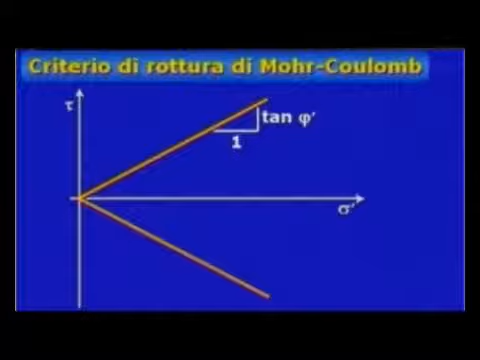 Criterio di rottura di Mohr-Coulomb
τ
tan φ′
1
σ′